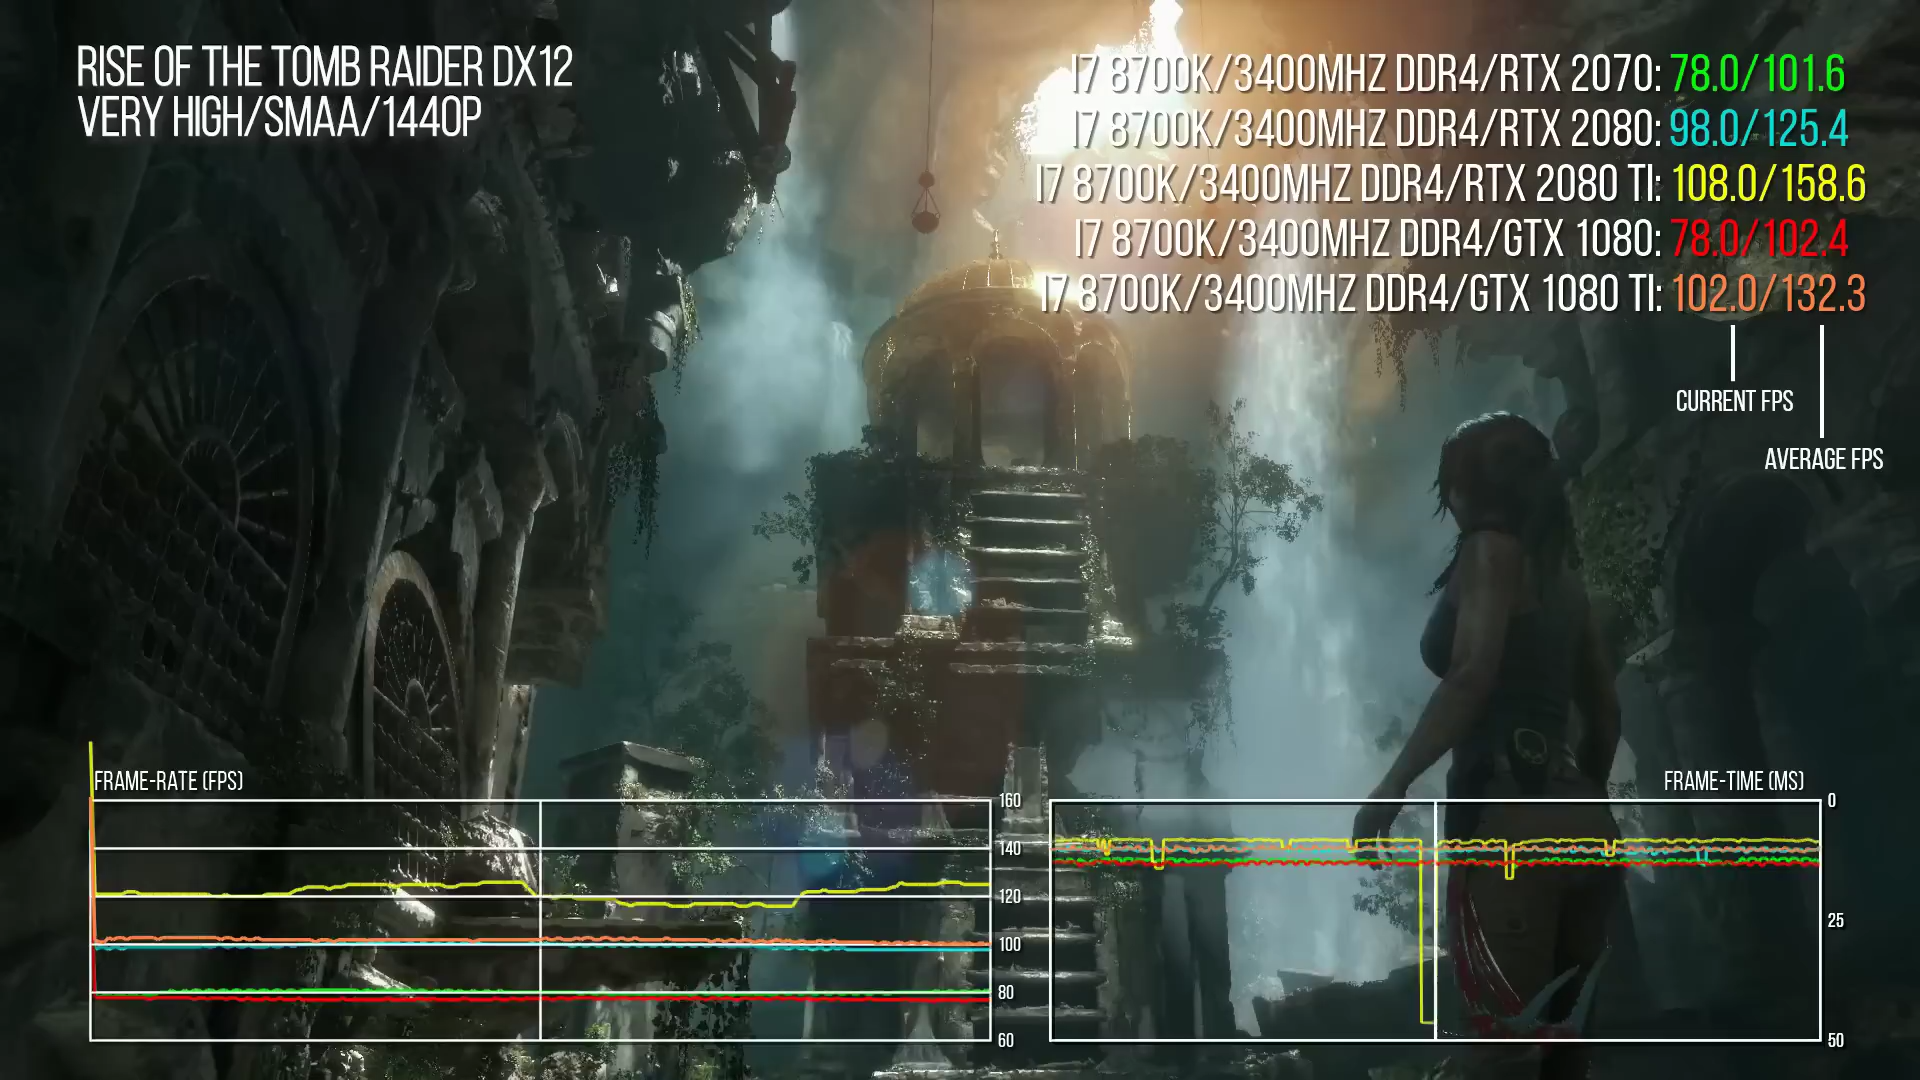 RISE OF THE TOMB RAIDER DX12
VERY HIGH/SMAA/1440P
I7 8700K/3400MHZ DDR4/RTX 2070: 78.0/101.6
I7 8700K/3400MHZ DDR4/RTX 2080: 98.0/125.4
I7 8700K/3400MHZ DDR4/RTX 2080 TI: 108.0/158.6
I7 8700K/3400MHZ DDR4/GTX 1080: 78.0/102.4
I7 8700K/3400MHZ DDR4/GTX 1080 TI: 102.0/132.3
CURRENT FPS
AVERAGE FPS
FRAME-RATE (FPS)
160
140
120
100
80
60
FRAME-TIME (MS)
0
25
50